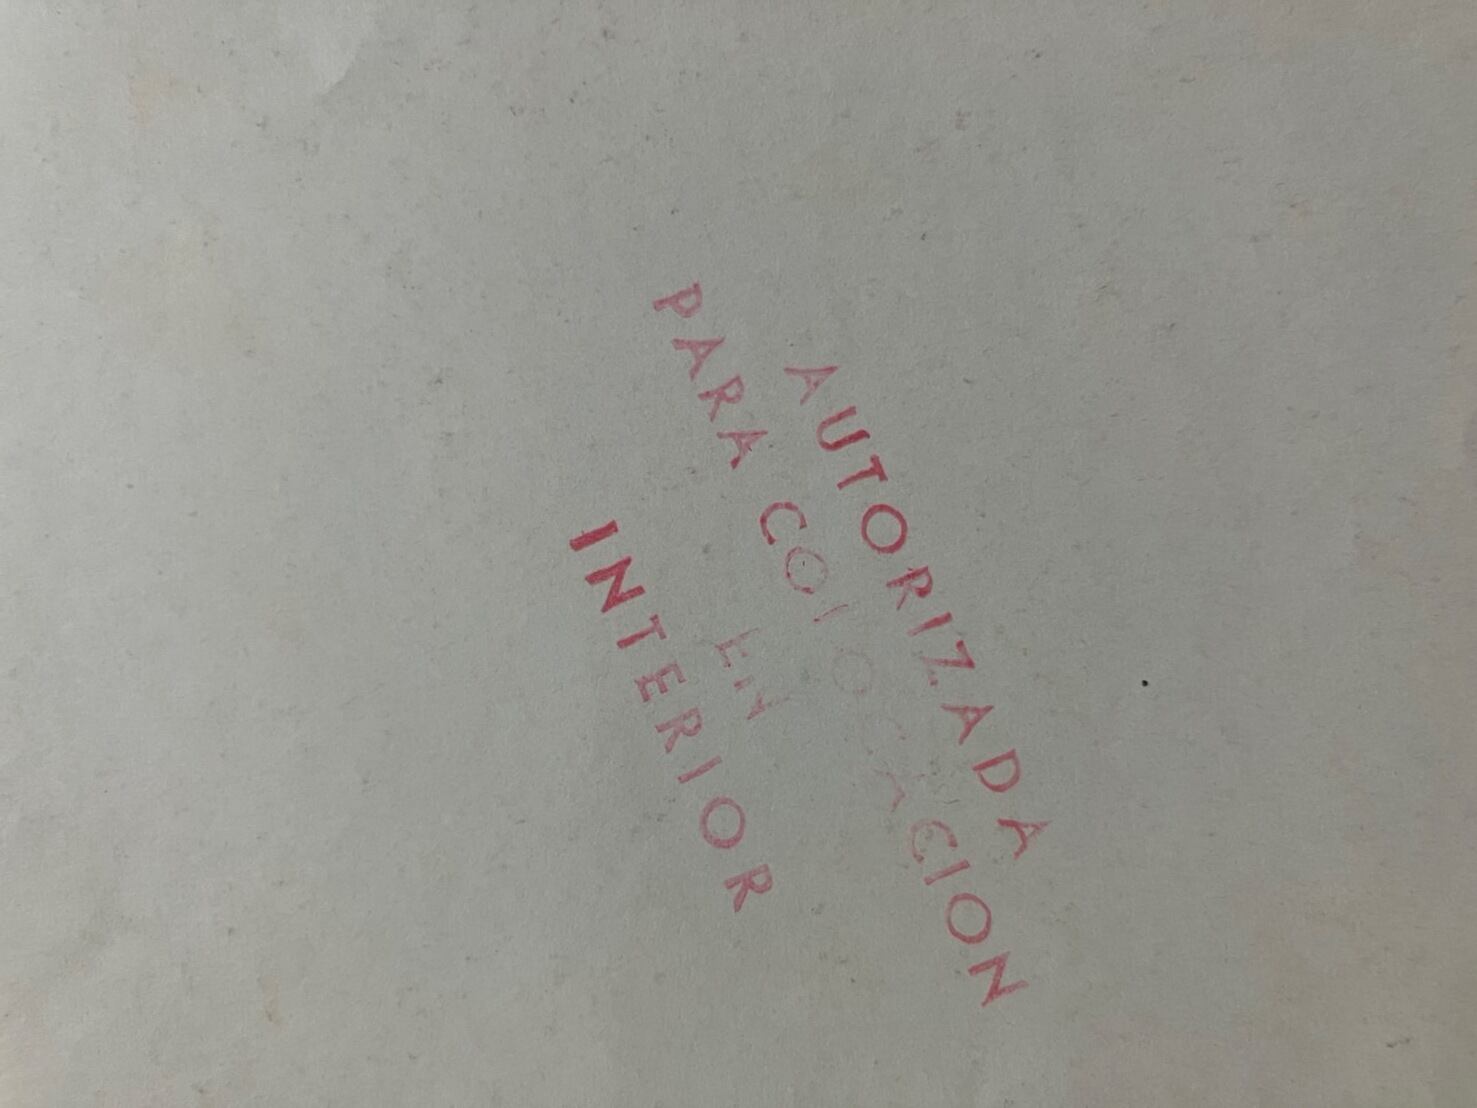 AUTORIZADA
PARA COLOCACION
EN
INTERIOR